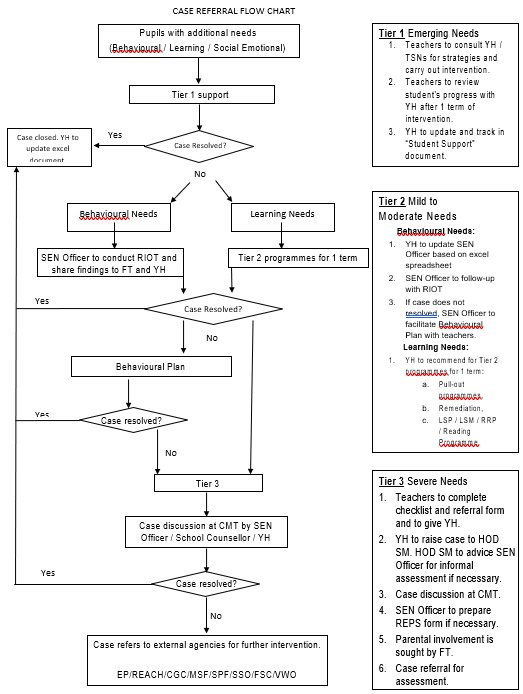 CASE REFERRAL FLOW CHART
Pupils with additional needs
(Behavioural / Learning / Social Emotional)
Tier 1 support
Case closed. YH to
update excel
document
Yes
Case Resolved?
No
Behavioural Needs
Learning Needs
SEN Officer to conduct RIOT and
share findings to FT and YH
Tier 2 programmes for 1 term
Yes
Case Resolved?
No
Behavioural Plan
Yes
Case resolved?
No
Tier 3
Case discussion at CMT by SEN
Officer / School Counsellor / YH
Yes
Case resolved?
No
Case refers to external agencies for further intervention.
EP/REACH/CGC/MSF/SPF/SSO/FSC/VWO
Tier 1 Emerging Needs
1. Teachers to consult YH /
TSNs for strategies and
carry out intervention.
2. Teachers to review
student's progress with
YH after 1 term of
intervention.
3. YH to update and track in
"Student Support"
document.
Tier 2 Mild to
Moderate Needs
Behavioural Needs:
1. YH to update SEN
Officer based on excel
spreadsheet
2. SEN Officer to follow-up
with RIOT
3. If case does not
resolved, SEN Officer to
facilitate Behavioural
Plan with teachers.
Learning Needs:
1. YH to recommend for Tier 2
programmes for 1 term:
a. Pull-out
programmes,
b. Remediation,
c. LSP / LSM / RRP
/ Reading
Programme,
Tier 3 Severe Needs
1. Teachers to complete
checklist and referral form
and to give YH.
2. YH to raise case to HOD
SM. HOD SM to advice SEN
Officer for informal
assessment if necessary.
3. Case discussion at CMT.
4. SEN Officer to prepare
REPS form if necessary.
5. Parental involvement is
sought by FT.
6. Case referral for
assessment.